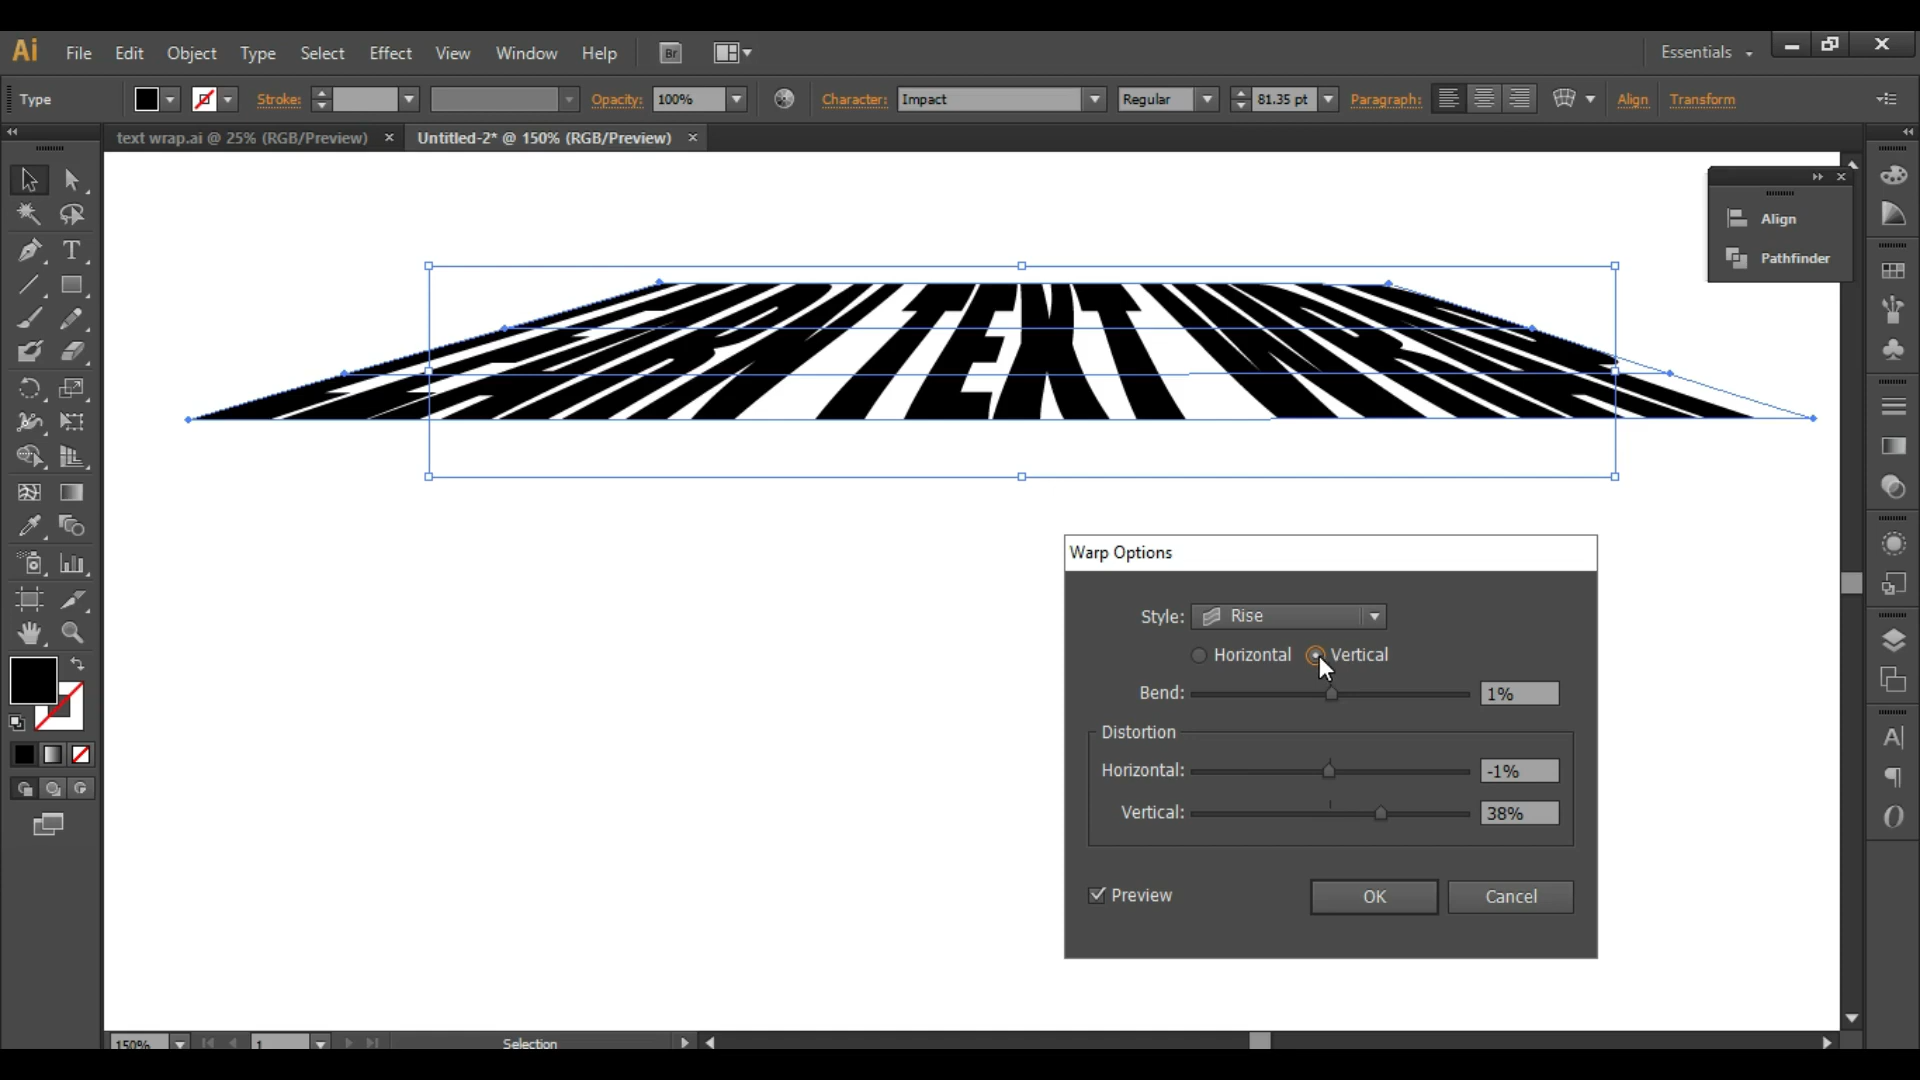 Ai File Edit Object Type Select Effect View Window Help Br Essentials
Type Stroke: Opacity: 100% Character: Impact Regular 81.35 pt Paragraph: Align Transform
text wrap.ai @ 25% (RGB/Preview) × Untitled-2* @ 150% (RGB/Preview) ×
Align
Pathfinder
LEARN TEXT WRAP
Warp Options
Style: Rise
Horizontal Vertical
Bend: 1%
Distortion
Horizontal: -1%
Vertical: 38%
Preview OK Cancel
150% 1 Selection